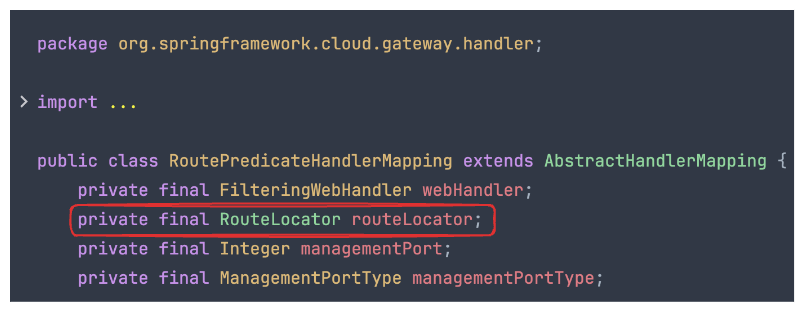 package org.springframework.cloud.gateway.handler;
import ...
public class RoutePredicateHandlerMapping extends AbstractHandlerMapping {
private final FilteringWebHandler webHandler;
private final RouteLocator routeLocator;
private final Integer managementPort;
private final ManagementPortType managementPortType;